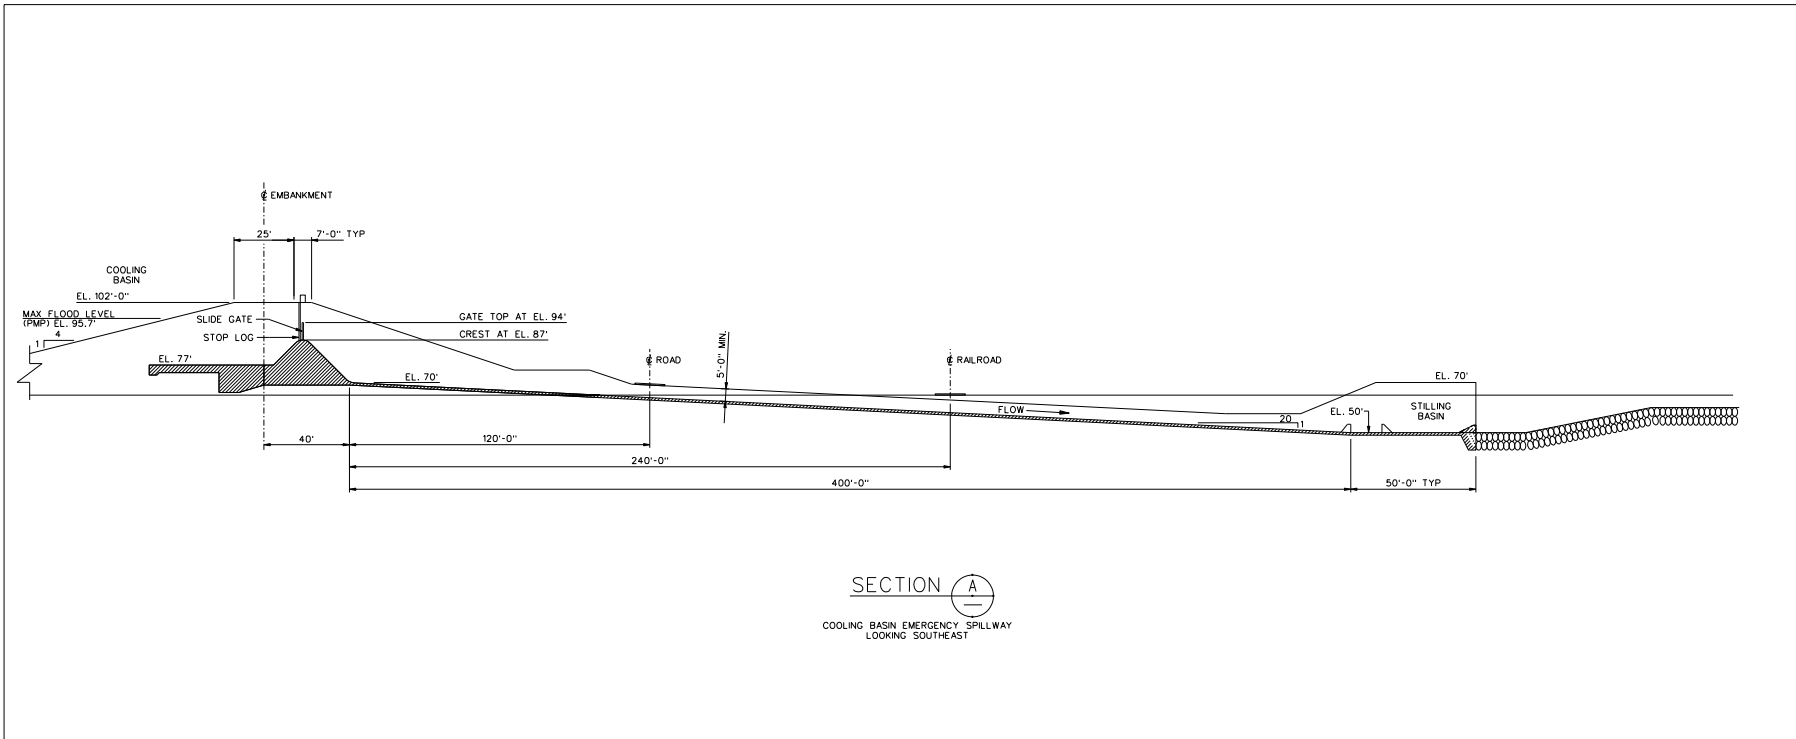 ℄ EMBANKMENT
25'
7'-0" TYP
COOLING
BASIN
EL. 102'-0"
MAX FLOOD LEVEL
(PMP) EL. 95.7'
4
1
SLIDE GATE
STOP LOG
GATE TOP AT EL. 94'
CREST AT EL. 87'
EL. 77'
EL. 70'
℄ ROAD
5'-0" MIN.
℄ RAILROAD
FLOW
20
1
EL. 50'
EL. 70'
STILLING
BASIN
40'
120'-0"
240'-0"
400'-0"
50'-0" TYP
SECTION A
COOLING BASIN EMERGENCY SPILLWAY
LOOKING SOUTHEAST